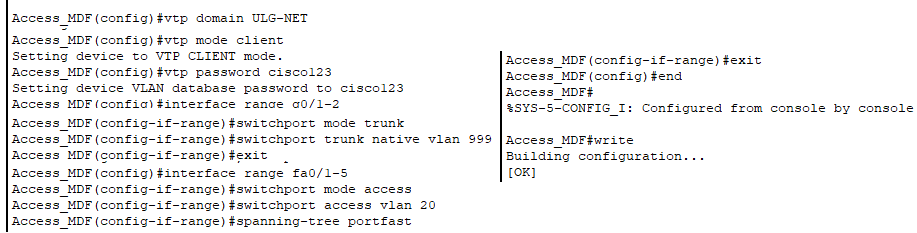 Access_MDF(config)#vtp domain ULG-NET
Access_MDF(config)#vtp mode client
Setting device to VTP CLIENT mode.
Access_MDF(config)#vtp password cisco123
Setting device VLAN database password to cisco123
Access_MDF(config)#interface range g0/1-2
Access_MDF(config-if-range)#switchport mode trunk
Access_MDF(config-if-range)#switchport trunk native vlan 999
Access_MDF(config-if-range)#exit
Access_MDF(config)#interface range fa0/1-5
Access_MDF(config-if-range)#switchport mode access
Access_MDF(config-if-range)#switchport access vlan 20
Access_MDF(config-if-range)#spanning-tree portfast
Access_MDF(config-if-range)#exit
Access_MDF(config)#end
Access_MDF#
%SYS-5-CONFIG_I: Configured from console by console
Access_MDF#write
Building configuration...
[OK]